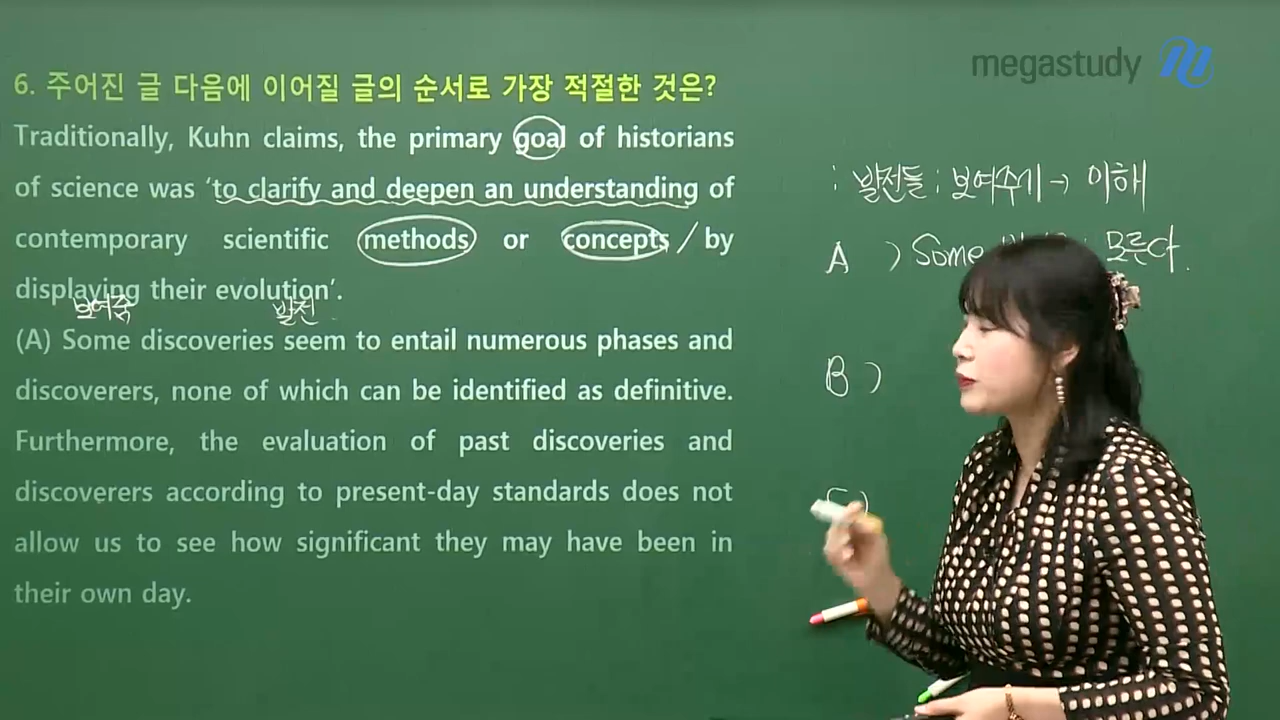 megastudy
6. 주어진 글 다음에 이어질 글의 순서로 가장 적절한 것은?
Traditionally, Kuhn claims, the primary goal of historians
of science was ‘to clarify and deepen an understanding of
contemporary scientific methods or concepts / by
displaying their evolution’.
보여줌 발전
(A) Some discoveries seem to entail numerous phases and
discoverers, none of which can be identified as definitive.
Furthermore, the evaluation of past discoveries and
discoverers according to present-day standards does not
allow us to see how significant they may have been in
their own day.
: 발전들 : 보여주기 → 이해
A ) Some 모른다.
B )